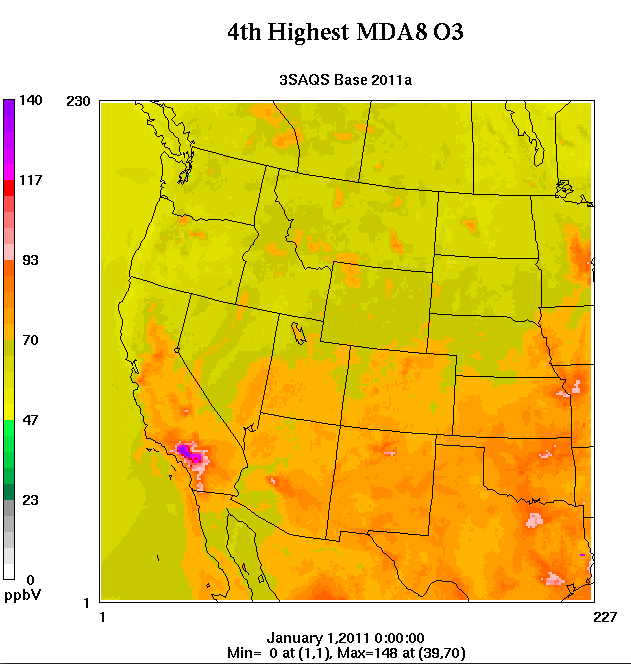 4th Highest MDA8 O3
3SAQS Base 2011a
230
140
117
93
70
47
23
0
ppbV
1
1
227
January 1,2011 0:00:00
Min= 0 at (1,1), Max=148 at (39,70)